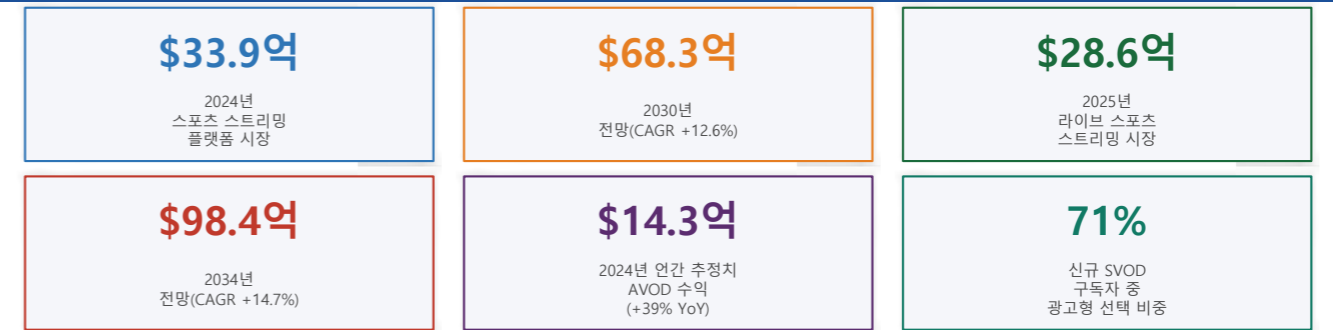 $33.9억
2024년
스포츠 스트리밍
플랫폼 시장
$68.3억
2030년
전망(CAGR +12.6%)
$28.6억
2025년
라이브 스포츠
스트리밍 시장
$98.4억
2034년
전망(CAGR +14.7%)
$14.3억
2024년 언간 추정치
AVOD 수익
(+39% YoY)
71%
신규 SVOD
구독자 중
광고형 선택 비중